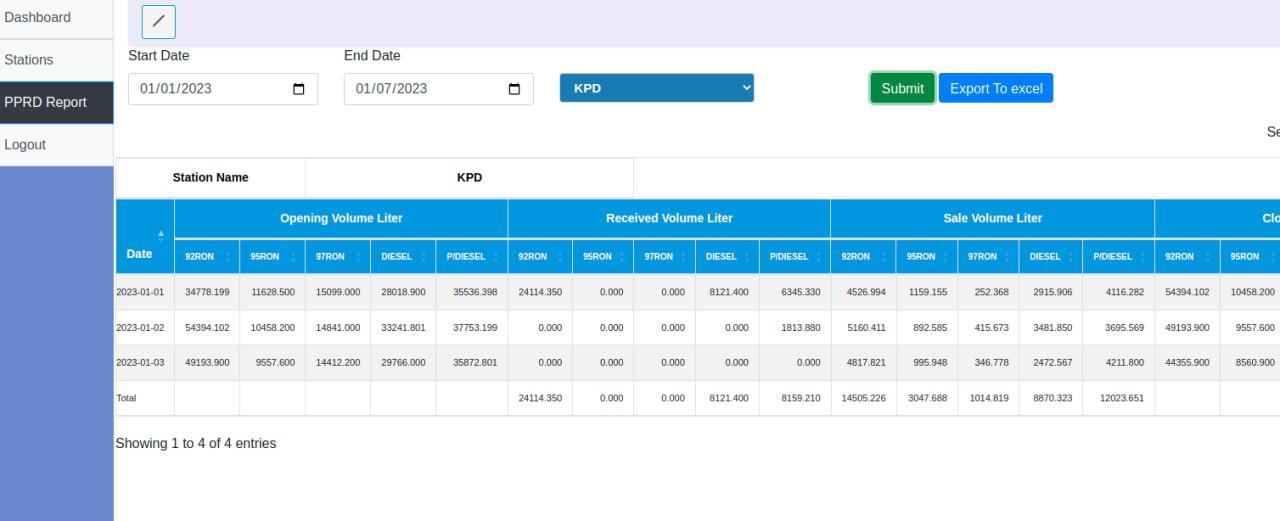 Dashboard
Stations
PPRD Report
Logout
Start Date End Date
01/01/2023 01/07/2023 KPD Submit Export To excel
Se
Station Name KPD
Opening Volume Liter Received Volume Liter Sale Volume Liter Clo
Date 92RON 95RON 97RON DIESEL P/DIESEL 92RON 95RON 97RON DIESEL P/DIESEL 92RON 95RON 97RON DIESEL P/DIESEL 92RON 95RON
2023-01-01 34778.199 11628.500 15099.000 28018.900 35536.398 24114.350 0.000 0.000 8121.400 6345.330 4526.994 1159.155 252.368 2915.906 4116.282 54394.102 10458.200
2023-01-02 54394.102 10458.200 14841.000 33241.801 37753.199 0.000 0.000 0.000 0.000 1813.880 5160.411 892.585 415.673 3481.850 3695.569 49193.900 9557.600
2023-01-03 49193.900 9557.600 14412.200 29766.000 35872.801 0.000 0.000 0.000 0.000 0.000 4817.821 995.948 346.778 2472.567 4211.800 44355.900 8560.900
Total 24114.350 0.000 0.000 8121.400 8159.210 14505.226 3047.688 1014.819 8870.323 12023.651
Showing 1 to 4 of 4 entries